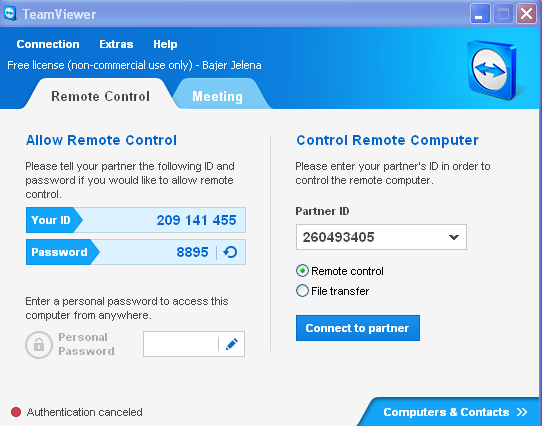 TeamViewer
Connection Extras Help
Free license (non-commercial use only) - Bajer Jelena
Remote Control
Meeting
Allow Remote Control
Please tell your partner the following ID and
password if you would like to allow remote
control.
Your ID 209 141 455
Password 8895
Enter a personal password to access this
computer from anywhere.
Personal
Password
Control Remote Computer
Please enter your partner's ID in order to
control the remote computer.
Partner ID
260493405
Remote control
File transfer
Connect to partner
Authentication canceled
Computers & Contacts >>